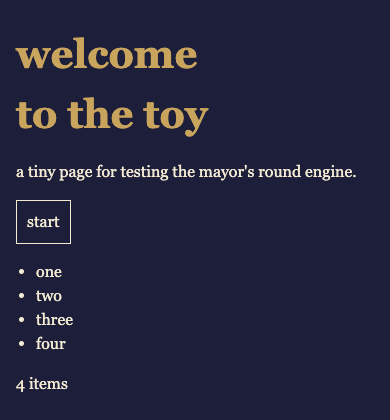 welcome
to the toy
a tiny page for testing the mayor's round engine.
start
one
two
three
four
4 items